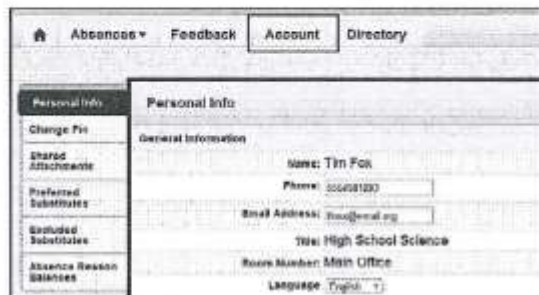 Absences Feedback Account Directory
Personal Info
Change Pin
Shared
Attachments
Preferred
Substitutes
Excluded
Substitutes
Absence Reason
Balances
Personal Info
General Information
Name: Tim Fox
Phone:
Email Address:
Title: High School Science
Room Number: Main Office
Language English